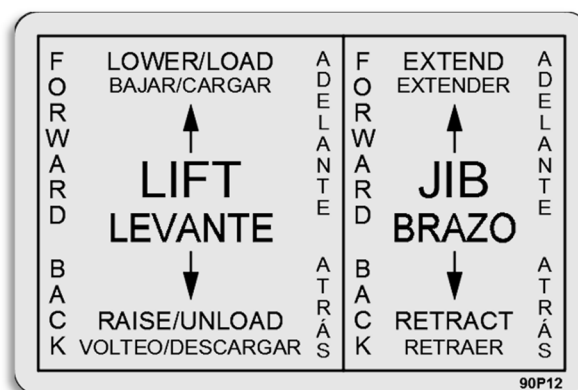 FORWARD
LOWER/LOAD
BAJAR/CARGAR
LIFT
LEVANTE
RAISE/UNLOAD
VOLTEO/DESCARGAR
BACK
ADELANTE
ATRÁS
FORWARD
EXTEND
EXTENDER
JIB
BRAZO
RETRACT
RETRAER
BACK
ADELANTE
ATRÁS
90P12